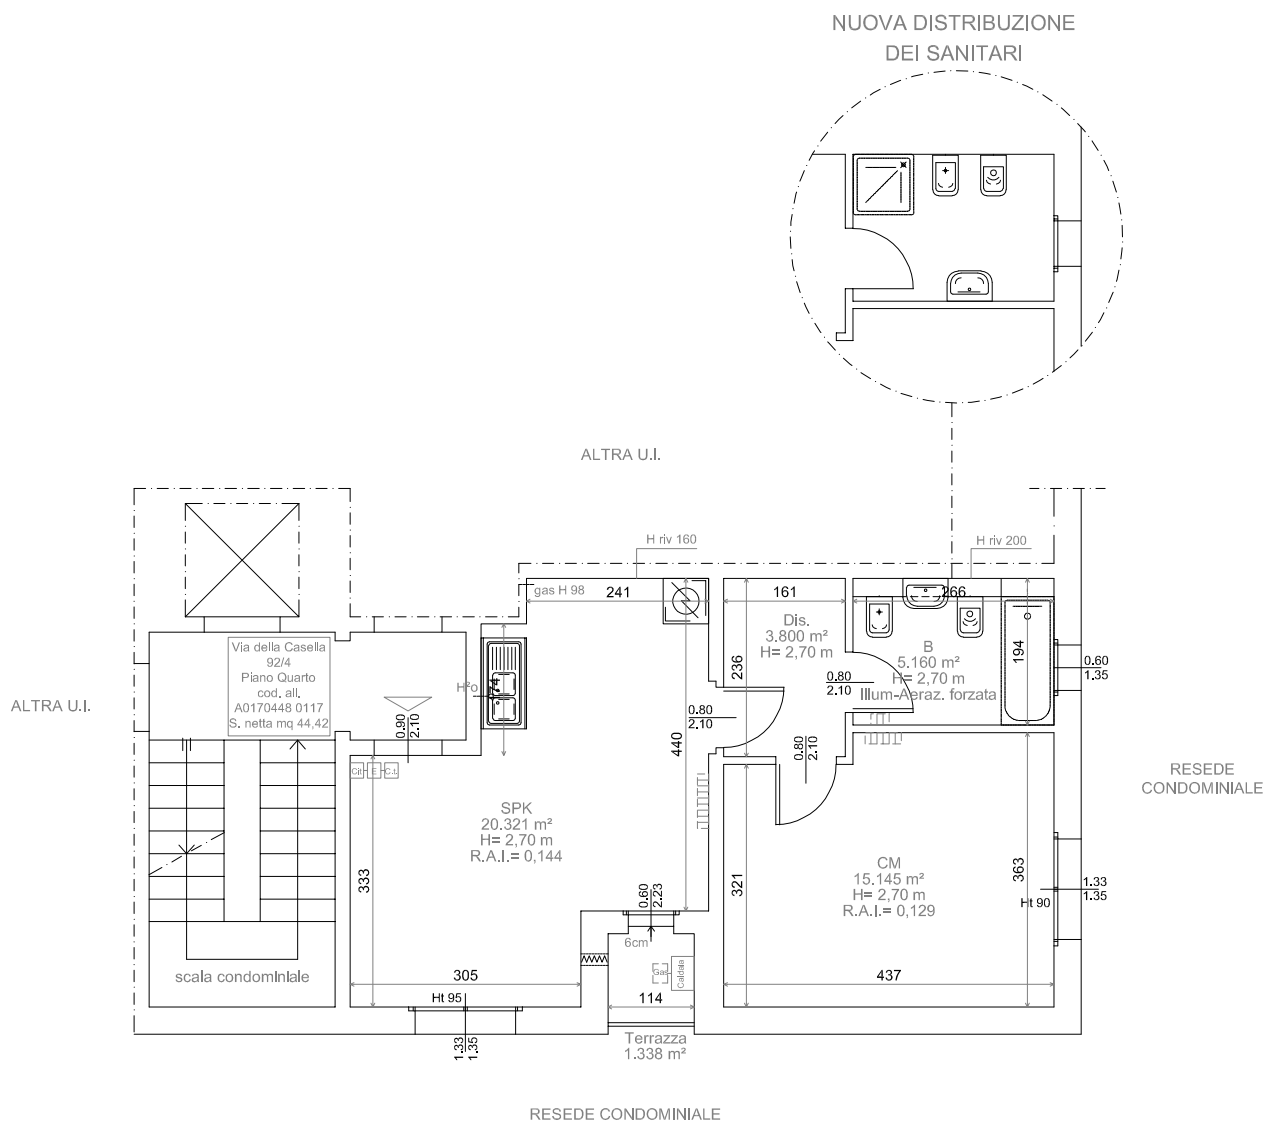 NUOVA DISTRIBUZIONE
DEI SANITARI
ALTRA U.I.
H riv 160
H riv 200
gas H 98
241
161
266
Via della Casella
92/4
Piano Quarto
cod. all.
A0170448 0117
S. netta mq 44,42
Dis.
3.800 m²
H= 2,70 m
236
B
5.160 m²
H= 2,70 m
Illum-Aeraz. forzata
194
0.60
1.35
0.80
2.10
H²o
ALTRA U.I.
0.90
2.10
0.80
2.10
440
0.80
2.10
Cit
E
C.t.
RESEDE
CONDOMINIALE
SPK
20.321 m²
H= 2,70 m
R.A.I.= 0,144
333
321
CM
15.145 m²
H= 2,70 m
R.A.I.= 0,129
363
1.33
1.35
Ht 90
0.60
2.23
6cm
Gas
Caldaia
scala condominiale
305
114
437
Ht 95
1.33
1.35
Terrazza
1.338 m²
RESEDE CONDOMINIALE